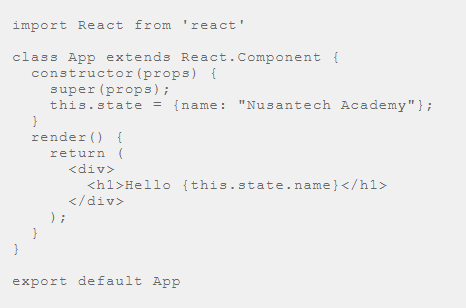 import React from 'react'

class App extends React.Component {
  constructor(props) {
    super(props);
    this.state = {name: "Nusantech Academy"};
  }
  render() {
    return (
      <div>
        <h1>Hello {this.state.name}</h1>
      </div>
    );
  }
}

export default App